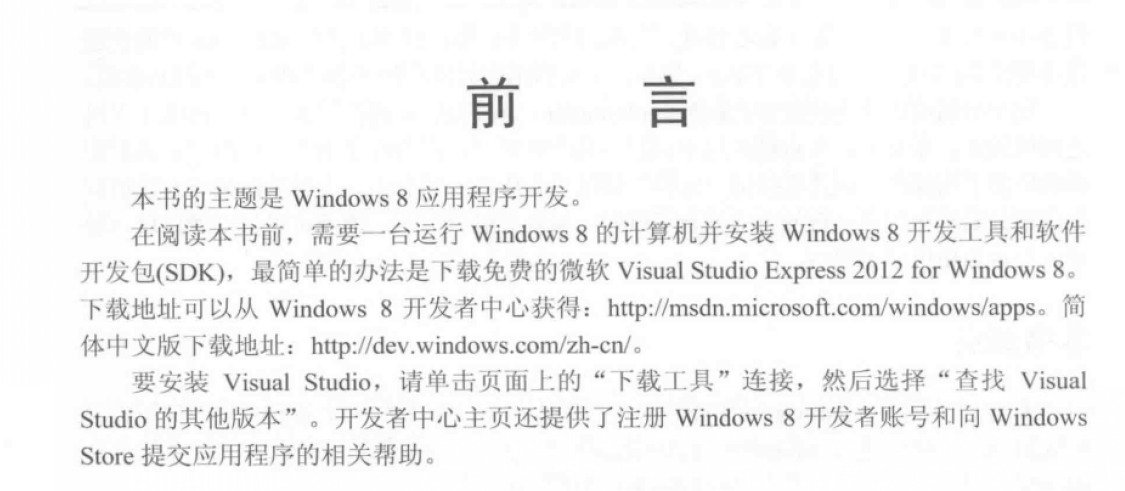 前 言
本书的主题是 Windows 8 应用程序开发。
在阅读本书前，需要一台运行 Windows 8 的计算机并安装 Windows 8 开发工具和软件
开发包(SDK)，最简单的办法是下载免费的微软 Visual Studio Express 2012 for Windows 8。
下载地址可以从 Windows 8 开发者中心获得：http://msdn.microsoft.com/windows/apps。简
体中文版下载地址：http://dev.windows.com/zh-cn/。
要安装 Visual Studio，请单击页面上的“下载工具”连接，然后选择“查找 Visual
Studio 的其他版本”。开发者中心主页还提供了注册 Windows 8 开发者账号和向 Windows
Store 提交应用程序的相关帮助。